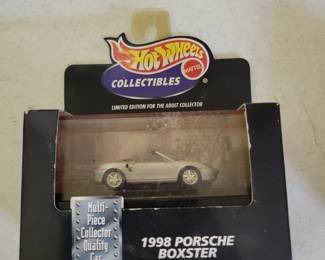 Hot Wheels
MATTEL
COLLECTIBLES
LIMITED EDITION FOR THE ADULT COLLECTOR
Multi-
Piece
Collector
Quality
Car
1998 PORSCHE
BOXSTER